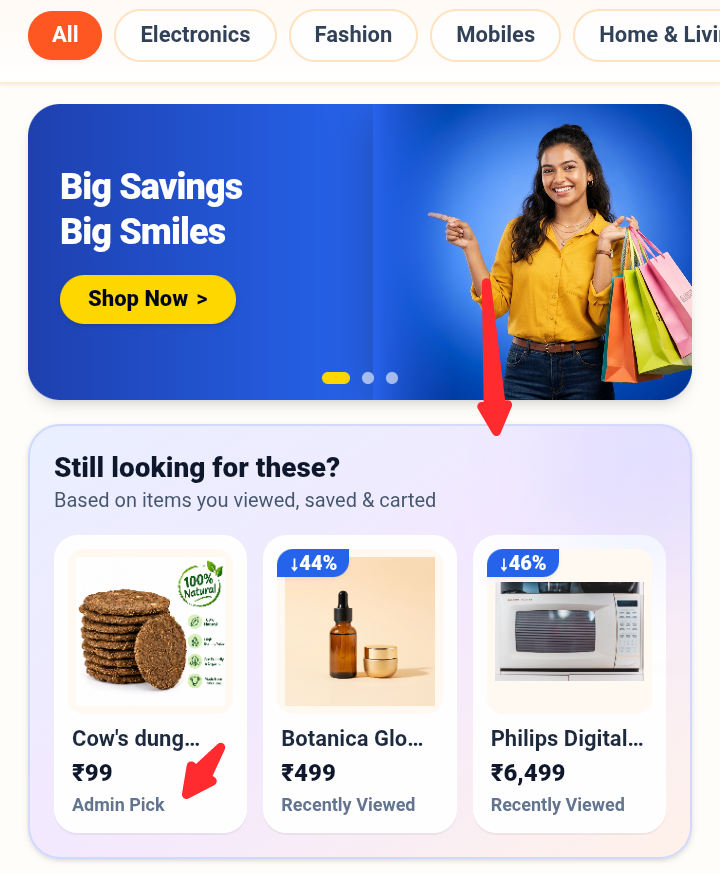 All
Electronics
Fashion
Mobiles
Home & Livi
Big Savings
Big Smiles
Shop Now >
Still looking for these?
Based on items you viewed, saved & carted
100%
Natural
↓44%
↓46%
Cow's dung...
Botanica Glo...
Philips Digital...
₹99
₹499
₹6,499
Admin Pick
Recently Viewed
Recently Viewed